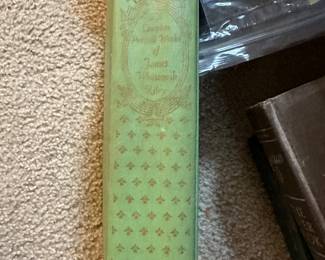 Complete
Poetical Works
of
James
Whitcomb
Riley